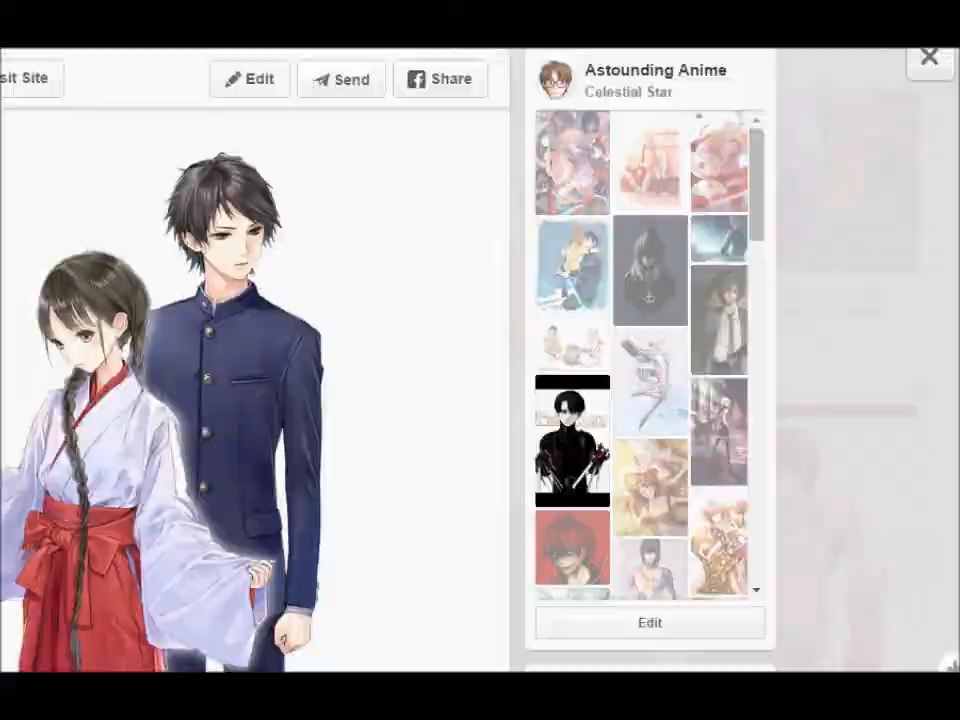 sit Site
Edit
Send
Share
Astounding Anime
Celestial Star
Edit